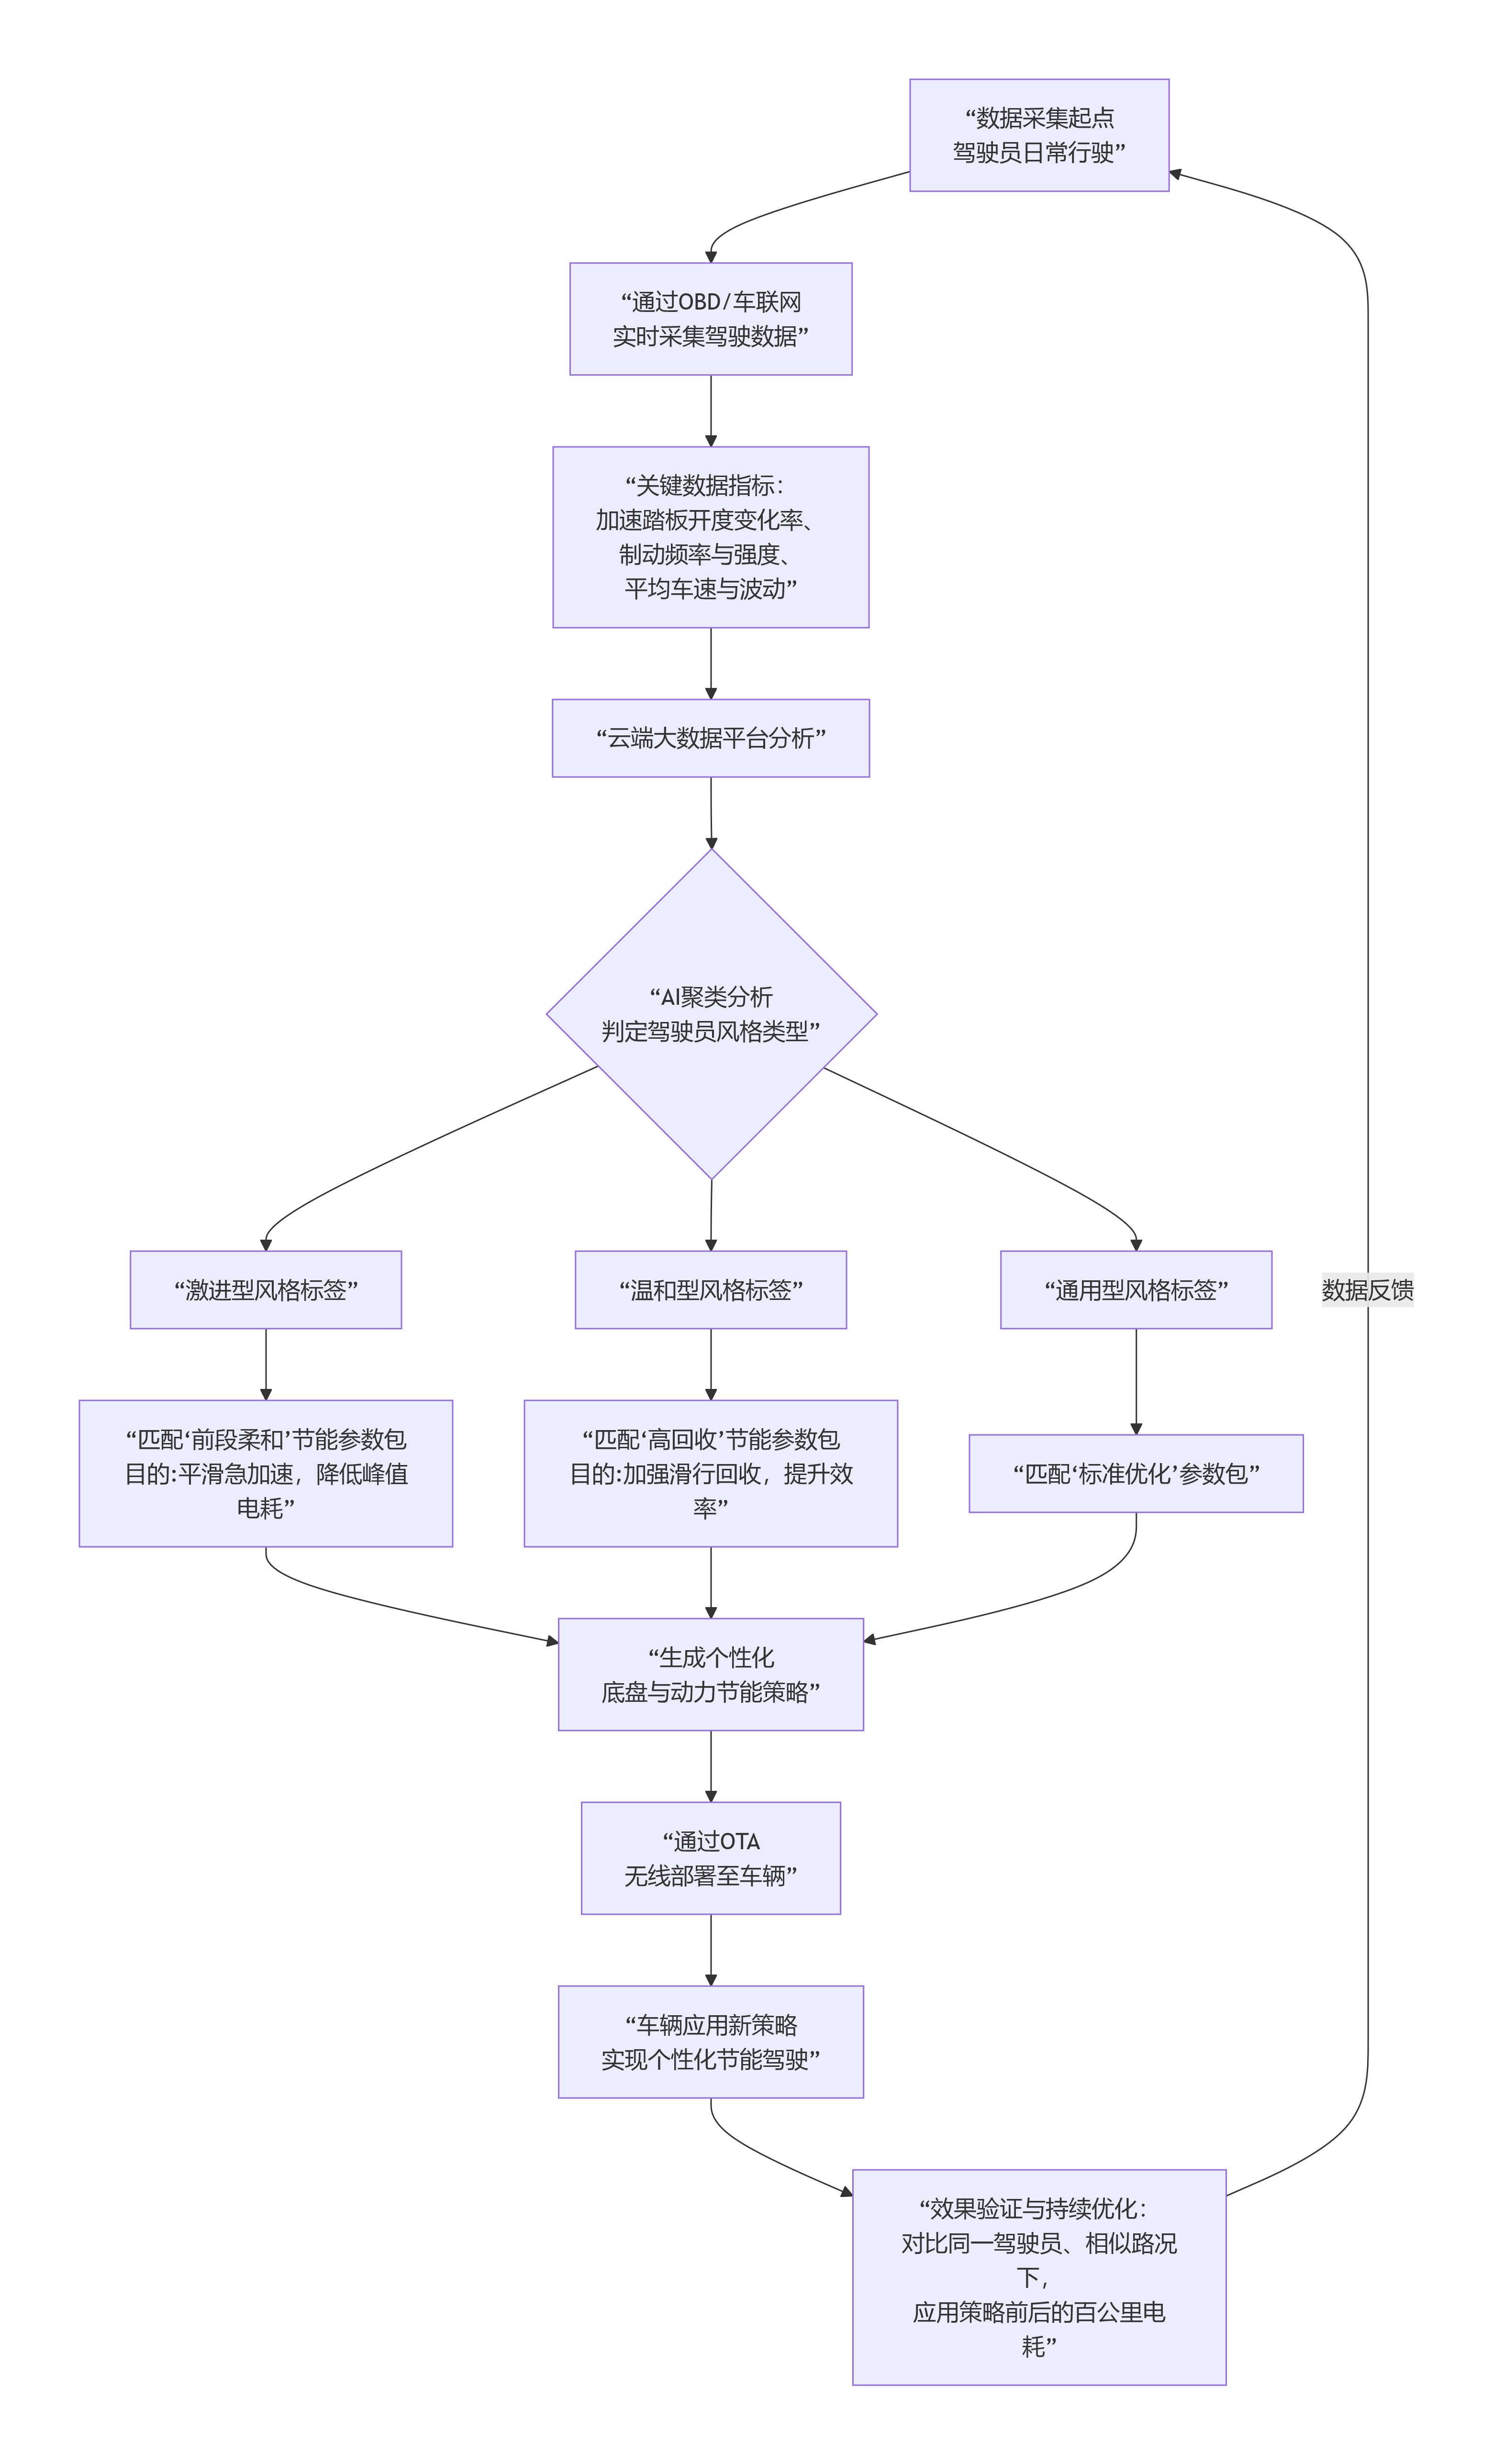 “数据采集起点
驾驶员日常行驶”
“通过OBD/车联网
实时采集驾驶数据”
“关键数据指标：
加速踏板开度变化率、
制动频率与强度、
平均车速与波动”
“云端大数据平台分析”
“AI聚类分析
判定驾驶员风格类型”
“激进型风格标签”
“温和型风格标签”
“通用型风格标签”
数据反馈
“匹配‘前段柔和’节能参数包
目的:平滑急加速，降低峰值
电耗”
“匹配‘高回收’节能参数包
目的:加强滑行回收，提升效
率”
“匹配‘标准优化’参数包”
“生成个性化
底盘与动力节能策略”
“通过OTA
无线部署至车辆”
“车辆应用新策略
实现个性化节能驾驶”
“效果验证与持续优化：
对比同一驾驶员、相似路况
下，
应用策略前后的百公里电
耗”